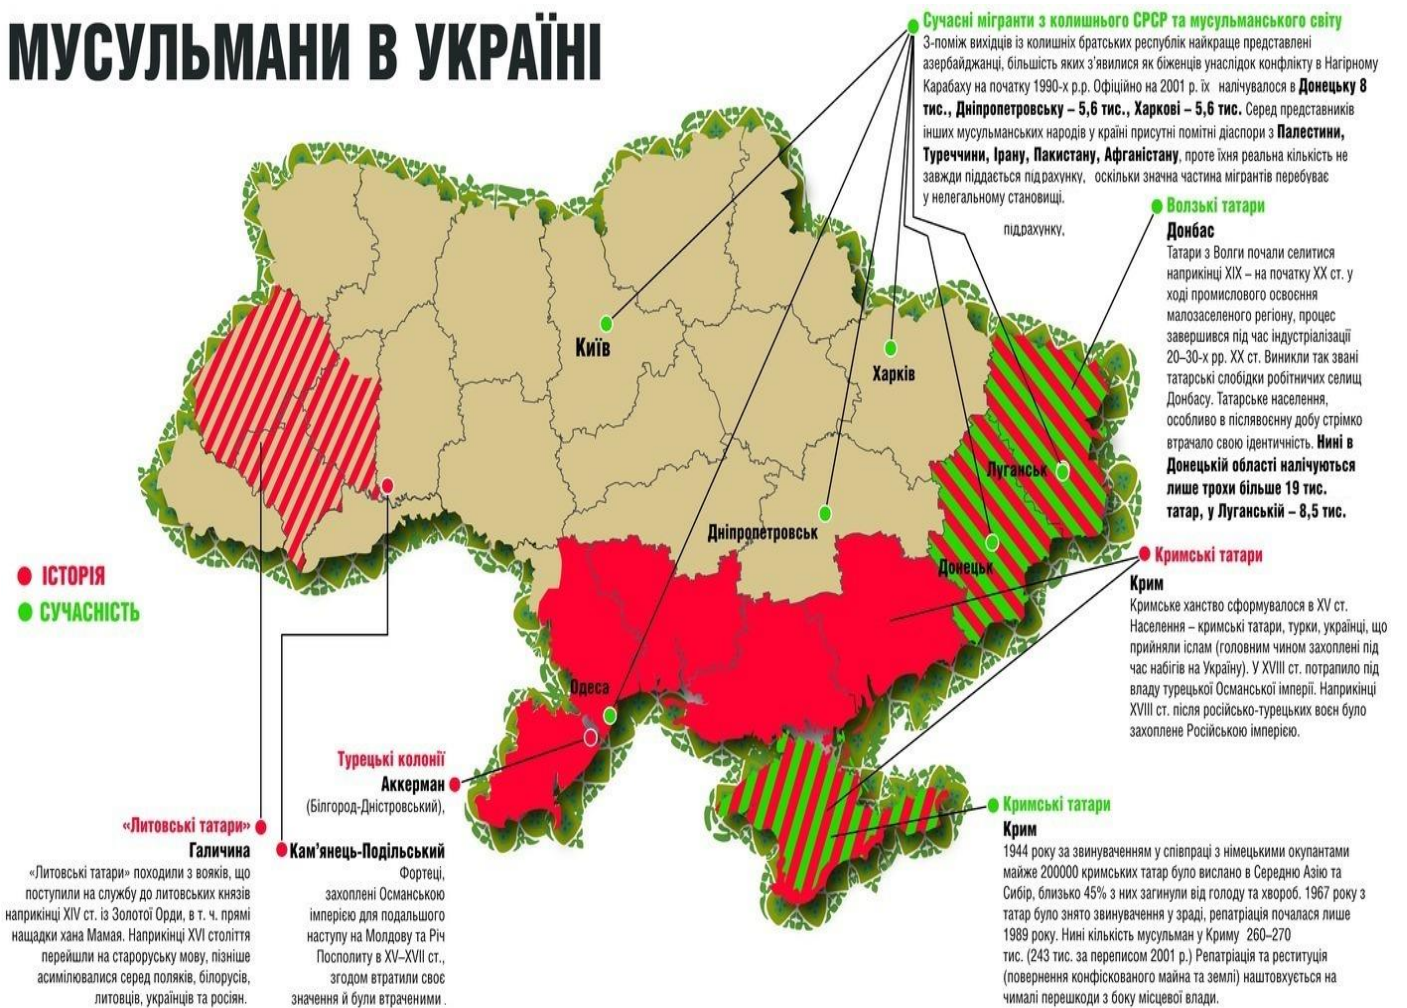 МУСУЛЬМАНИ В УКРАЇНІ
Сучасні мігранти з колишнього СРСР та мусульманського світу
З-поміж вихідців із колишніх братських республік найкраще представлені
азербайджанці, більшість яких з'явилися як біженців унаслідок конфлікту в Нагірному
Карабаху на початку 1990-х р.р. Офіційно на 2001 р. їх налічувалося в Донецьку 8
тис., Дніпропетровську – 5,6 тис., Харкові – 5,6 тис. Серед представників
інших мусульманських народів у країні присутні помітні діаспори з Палестини,
Туреччини, Ірану, Пакистану, Афганістану, проте їхня реальна кількість не
завжди піддається підрахунку, оскільки значна частина мігрантів перебуває
у нелегальному становищі.
підрахунку,
Волзькі татари
Донбас
Татари з Волги почали селитися
наприкінці XIX – на початку XX ст. у
ході промислового освоєння
малозаселеного регіону, процес
завершився під час індустріалізації
20–30-х рр. XX ст. Виникли так звані
татарські слобідки робітничих селищ
Донбасу. Татарське населення,
особливо в післявоєнну добу стрімко
втрачало свою ідентичність. Нині в
Донецькій області налічуються
лише трохи більше 19 тис.
татар, у Луганській – 8,5 тис.
Київ
Харків
Луганськ
Дніпропетровськ
Донецьк
Одеса
ІСТОРІЯ
СУЧАСНІСТЬ
Кримські татари
Крим
Кримське ханство сформувалося в XV ст.
Населення – кримські татари, турки, українці, що
прийняли іслам (головним чином захоплені під
час набігів на Україну). У XVIII ст. потрапило під
владу турецької Османської імперії. Наприкінці
XVIII ст. після російсько-турецьких воєн було
захоплене Російською імперією.
Турецькі колонії
Аккерман
(Білгород-Дністровський),
Кам'янець-Подільський
Фортеці,
захоплені Османською
імперією для подальшого
наступу на Молдову та Річ
Посполиту в XV–XVII ст.,
згодом втратили своє
значення й були втраченими .
«Литовські татари»
Галичина
«Литовські татари» походили з вояків, що
поступили на службу до литовських князів
наприкінці XIV ст. із Золотої Орди, в т. ч. прямі
нащадки хана Мамая. Наприкінці XVI століття
перейшли на староруську мову, пізніше
асимілювалися серед поляків, білорусів,
литовців, українців та росіян.
Кримські татари
Крим
1944 року за звинуваченням у співпраці з німецькими окупантами
майже 200000 кримських татар було вислано в Середню Азію та
Сибір, близько 45% з них загинули від голоду та хвороб. 1967 року з
татар було знято звинувачення у зраді, репатріація почалася лише
1989 року. Нині кількість мусульман у Криму 260–270
тис. (243 тис. за переписом 2001 р.) Репатріація та реституція
(повернення конфіскованого майна та землі) наштовхується на
чималі перешкоди з боку місцевої влади.